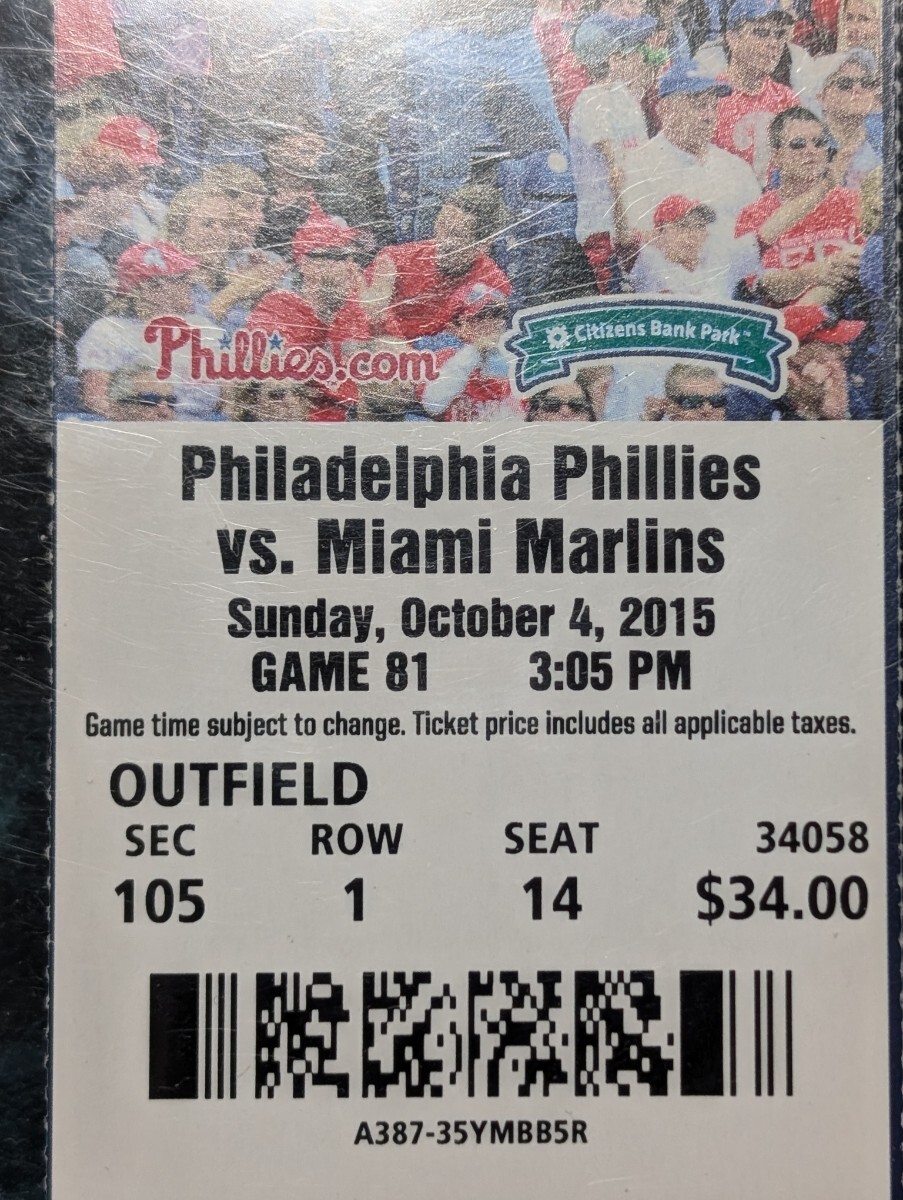 Phillies.com
Citizens Bank Park™
Philadelphia Phillies
vs. Miami Marlins
Sunday, October 4, 2015
GAME 81 3:05 PM
Game time subject to change. Ticket price includes all applicable taxes.
OUTFIELD
SEC ROW SEAT 34058
105 1 14 $34.00
A387-35YMBB5R